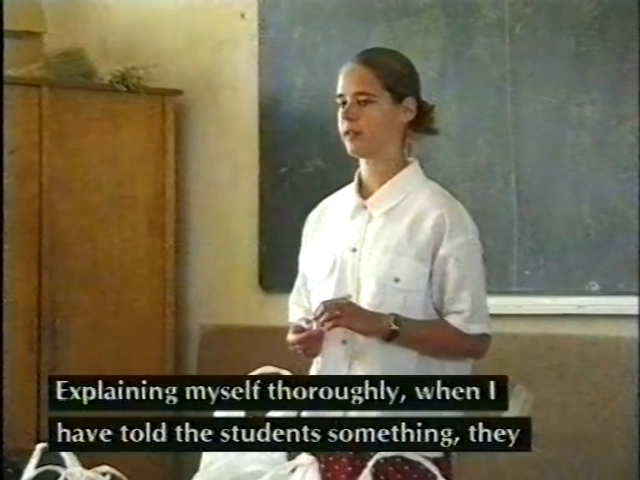 Explaining myself thoroughly, when I
have told the students something, they